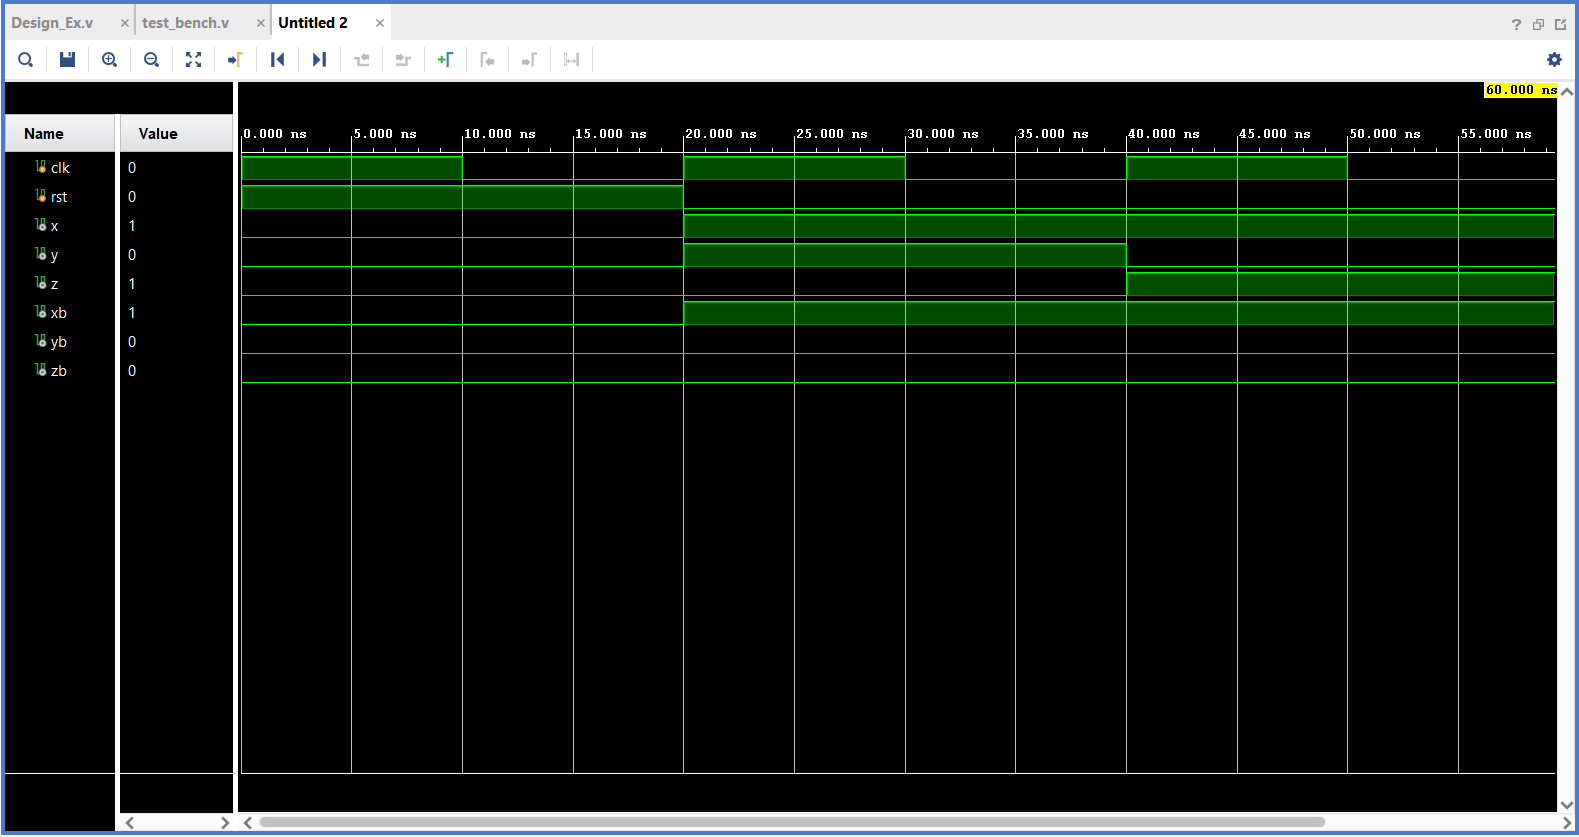 Design_Ex.v × test_bench.v × Untitled 2 ×
?
60.000 ns
Name Value
0.000 ns 5.000 ns 10.000 ns 15.000 ns 20.000 ns 25.000 ns 30.000 ns 35.000 ns 40.000 ns 45.000 ns 50.000 ns 55.000 ns
clk 0
rst 0
x 1
y 0
z 1
xb 1
yb 0
zb 0